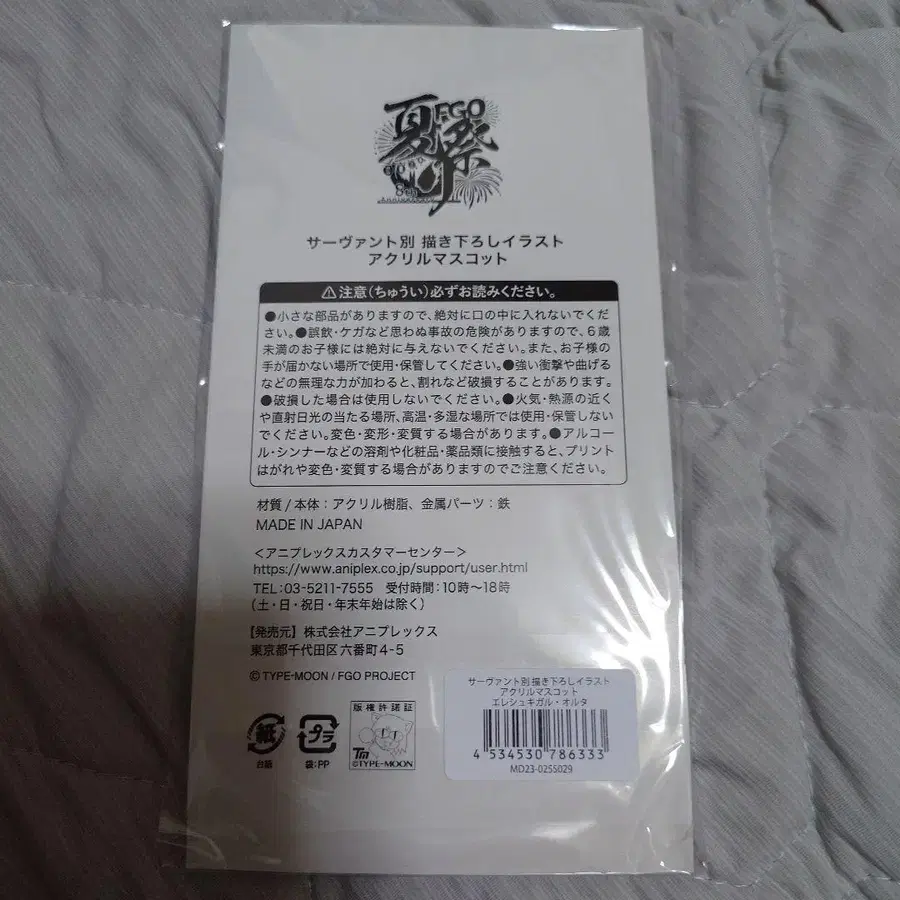 FGO
夏祭り
8th
ANNIVERSARY
サーヴァント別 描き下ろしイラスト
アクリルマスコット
注意(ちゅうい)必ずお読みください。
●小さな部品がありますので、絶対に口の中に入れないでくだ
さい。●誤飲・ケガなど思わぬ事故の危険がありますので、6歳
未満のお子様には絶対に与えないでください。また、お子様の
手が届かない場所で使用・保管してください。●強い衝撃や曲げる
などの無理な力が加わると、割れなど破損することがあります。
●破損した場合は使用しないでください。●火気・熱源の近く
や直射日光の当たる場所、高温・多湿な場所では使用・保管しない
でください。変色・変形・変質する場合があります。●アルコー
ル・シンナーなどの溶剤や化粧品・薬品類に接触すると、プリント
はがれや変色・変質する場合がありますのでご注意ください。
材質/本体:アクリル樹脂、金属パーツ:鉄
MADE IN JAPAN
<アニプレックスカスタマーセンター>
https://www.aniplex.co.jp/support/user.html
TEL:03-5211-7555 受付時間:10時〜18時
(土・日・祝日・年末年始は除く)
【発売元】株式会社アニプレックス
東京都千代田区六番町4-5
© TYPE-MOON / FGO PROJECT
紙
台紙
プラ
袋:PP
版権許諾証
TM
©TYPE-MOON
サーヴァント別 描き下ろしイラスト
アクリルマスコット
エレシュキガル・オルタ
4 534530 786333
MD23-025S029